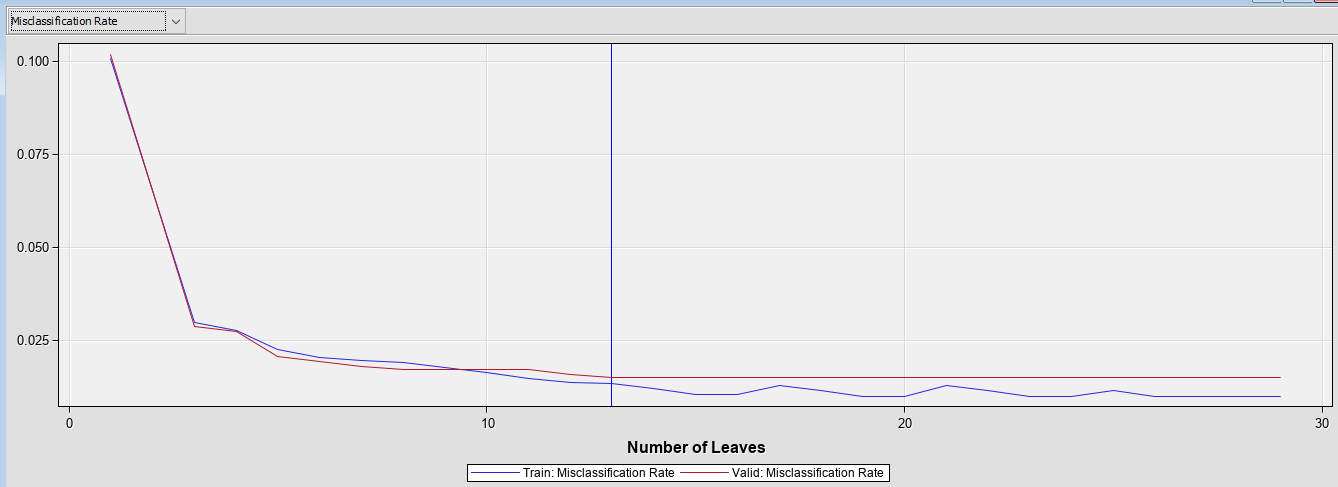 Misclassification Rate
0.100
0.075
0.050
0.025
0 10 20 30
Number of Leaves
Train: Misclassification Rate Valid: Misclassification Rate